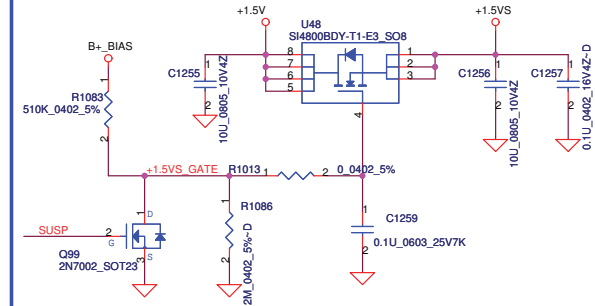 +1.5V
+1.5VS
U48
SI4800BDY-T1-E3_SO8
B+_BIAS
8
7
6
5
1
2
3
4
C1255
1
2
10U_0805_10V4Z
C1256
1
2
10U_0805_10V4Z
C1257
1
2
0.1U_0402_16V4Z~D
1
R1083
510K_0402_5%
2
+1.5VS_GATE
R1013
1
2
0_0402_5%
1
R1086
2
2M_0402_5%~D
1
C1259
0.1U_0603_25V7K
2
SUSP
2
G
1
D
3
S
Q99
2N7002_SOT23